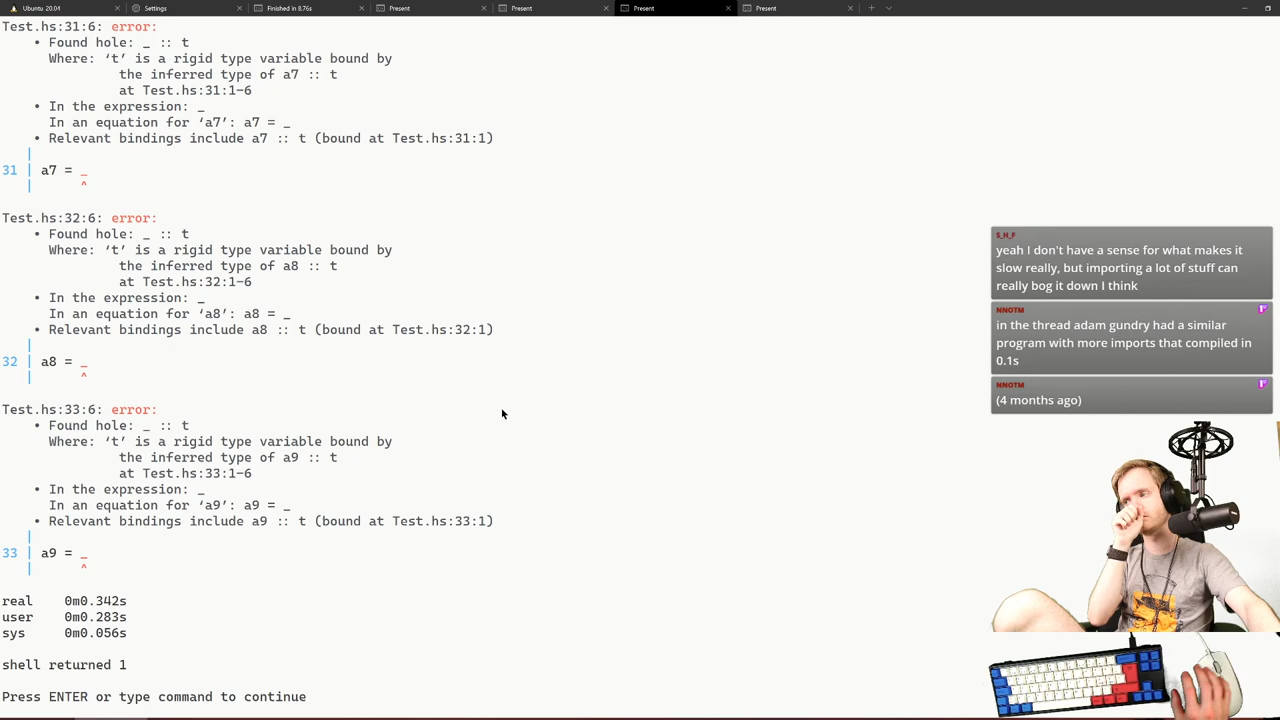 Ubuntu 20.04
Settings
Finished in 8.76s
Present
Present
Present
Present
Test.hs:31:6: error:
• Found hole: _ :: t
Where: ‘t’ is a rigid type variable bound by
the inferred type of a7 :: t
at Test.hs:31:1-6
• In the expression: _
In an equation for ‘a7’: a7 = _
• Relevant bindings include a7 :: t (bound at Test.hs:31:1)
|
31 | a7 = _
| ^
Test.hs:32:6: error:
• Found hole: _ :: t
Where: ‘t’ is a rigid type variable bound by
the inferred type of a8 :: t
at Test.hs:32:1-6
• In the expression: _
In an equation for ‘a8’: a8 = _
• Relevant bindings include a8 :: t (bound at Test.hs:32:1)
|
32 | a8 = _
| ^
Test.hs:33:6: error:
• Found hole: _ :: t
Where: ‘t’ is a rigid type variable bound by
the inferred type of a9 :: t
at Test.hs:33:1-6
• In the expression: _
In an equation for ‘a9’: a9 = _
• Relevant bindings include a9 :: t (bound at Test.hs:33:1)
|
33 | a9 = _
| ^
real 0m0.342s
user 0m0.283s
sys 0m0.056s
shell returned 1
Press ENTER or type command to continue
S_H_F
yeah I don't have a sense for what makes it
slow really, but importing a lot of stuff can
really bog it down I think
NNOTM
in the thread adam gundry had a similar
program with more imports that compiled in
0.1s
NNOTM
(4 months ago)